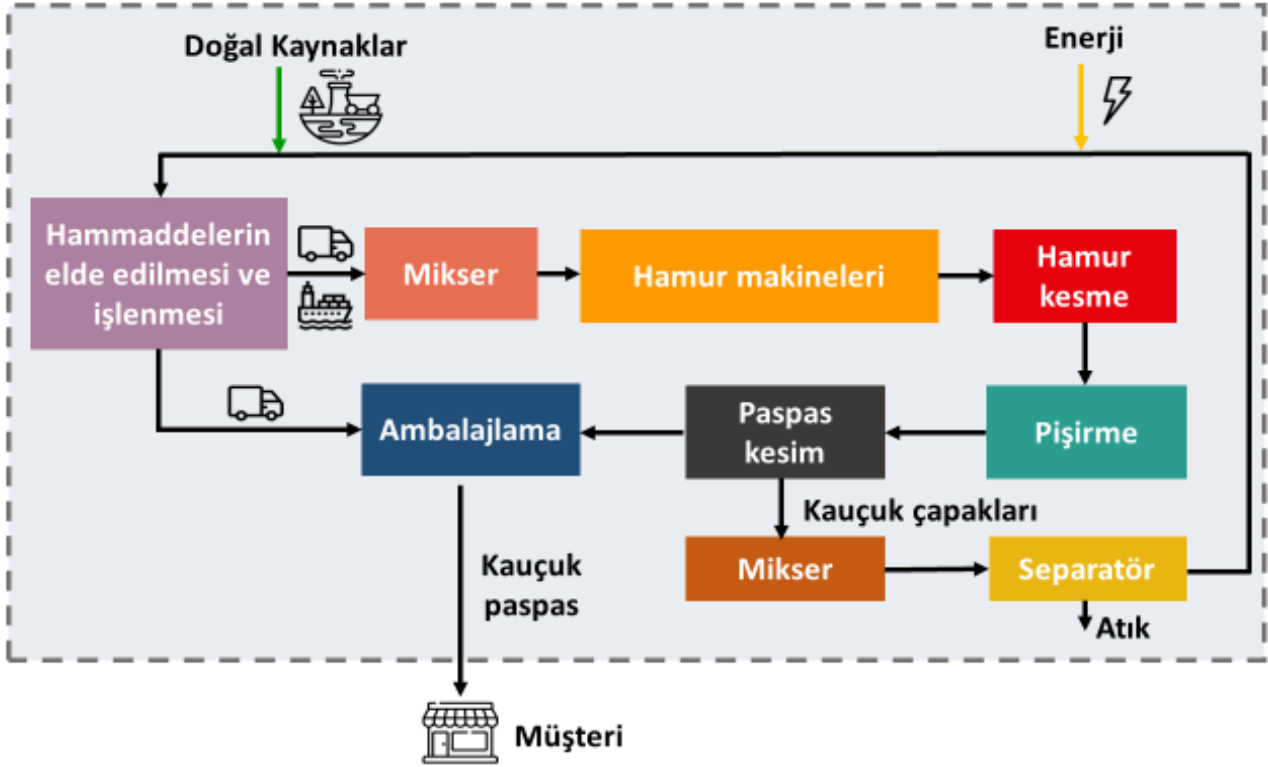 Doğal Kaynaklar
Enerji
Hammaddelerin
elde edilmesi ve
işlenmesi
Mikser
Hamur makineleri
Hamur
kesme
Ambalajlama
Paspas
kesim
Pişirme
Kauçuk çapakları
Kauçuk
paspas
Mikser
Separatör
Atık
Müşteri